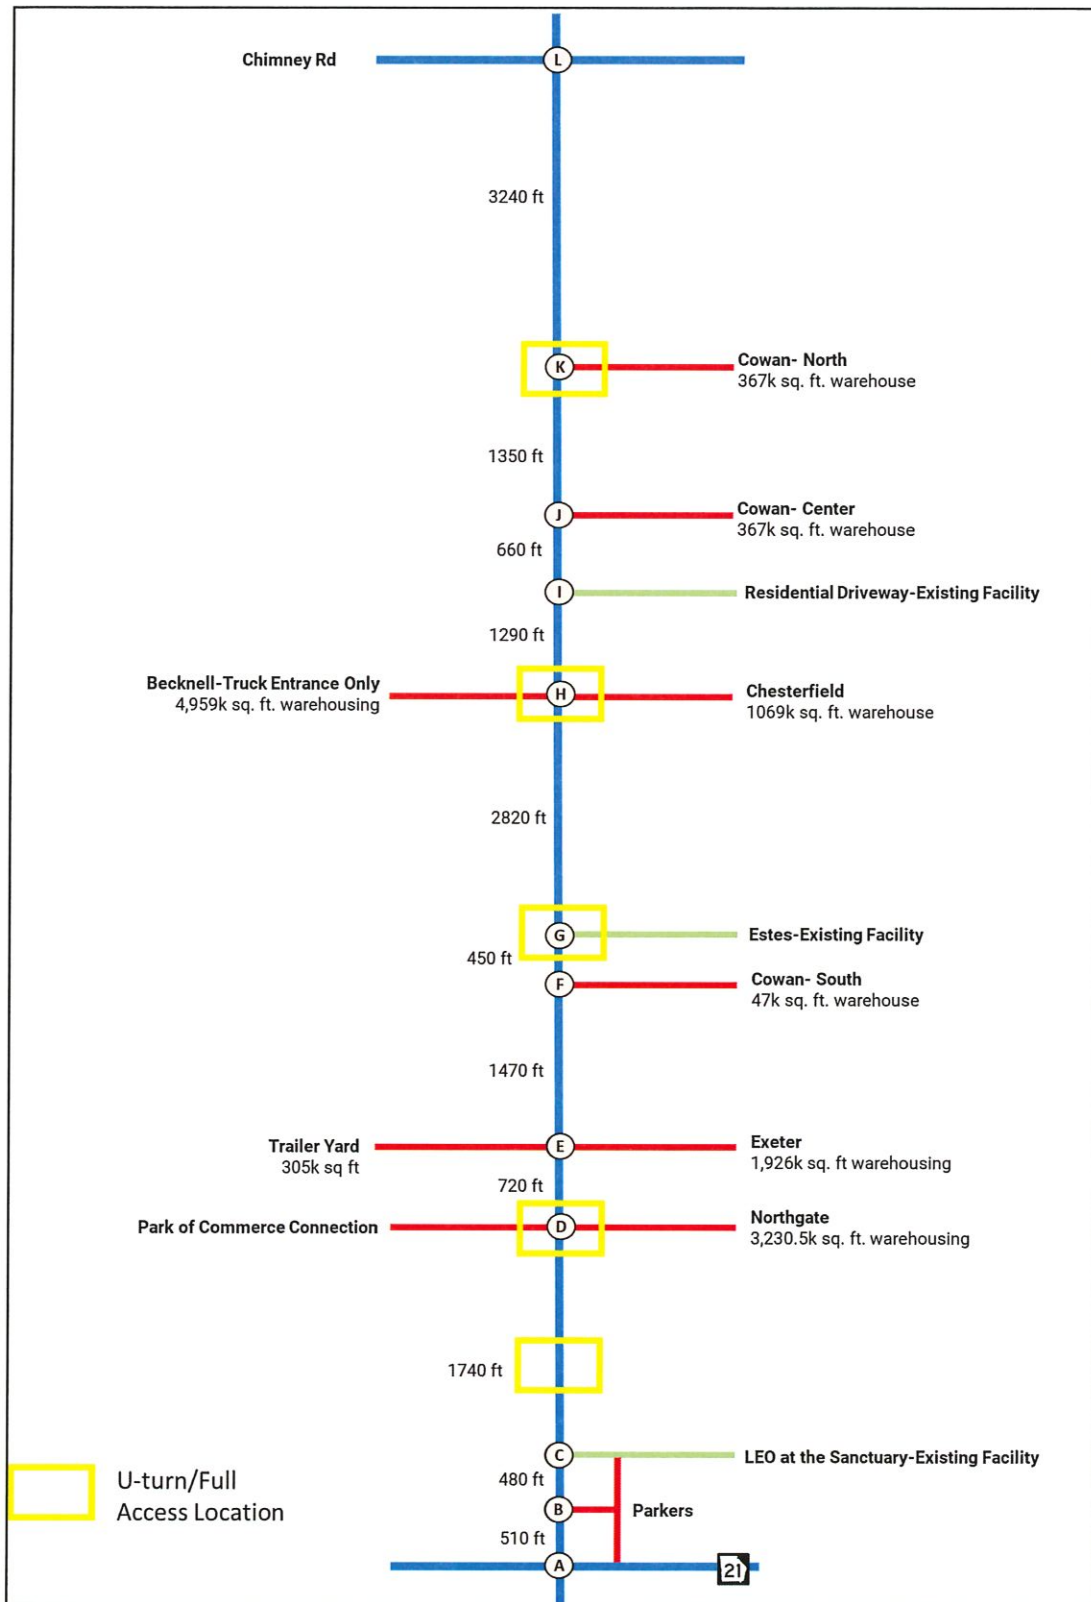 Chimney Rd
L
3240 ft
K
Cowan- North
367k sq. ft. warehouse
1350 ft
J
Cowan- Center
367k sq. ft. warehouse
660 ft
I
Residential Driveway-Existing Facility
1290 ft
Becknell-Truck Entrance Only
4,959k sq. ft. warehousing
H
Chesterfield
1069k sq. ft. warehouse
2820 ft
G
Estes-Existing Facility
450 ft
F
Cowan- South
47k sq. ft. warehouse
1470 ft
Trailer Yard
305k sq ft
E
Exeter
1,926k sq. ft warehousing
720 ft
Park of Commerce Connection
D
Northgate
3,230.5k sq. ft. warehousing
1740 ft
C
LEO at the Sanctuary-Existing Facility
480 ft
B
Parkers
510 ft
A
21
U-turn/Full
Access Location